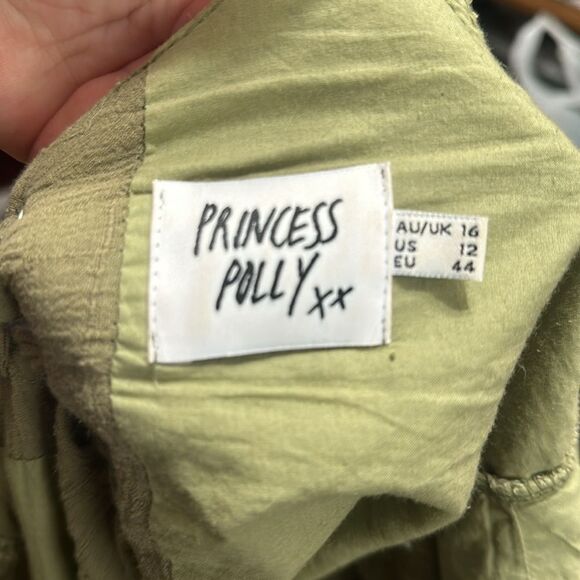 PRINCESS
POLLY xx
AU/UK 16
US 12
EU 44